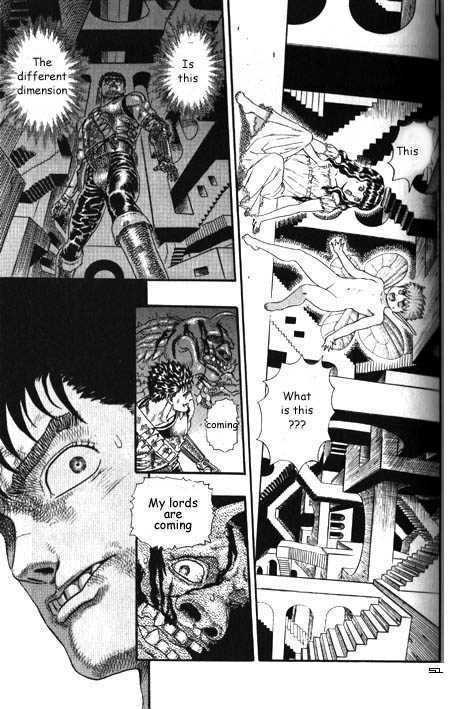 This
What
is this
???
Is
this
The
different
dimension
coming
My lords
are
coming
51